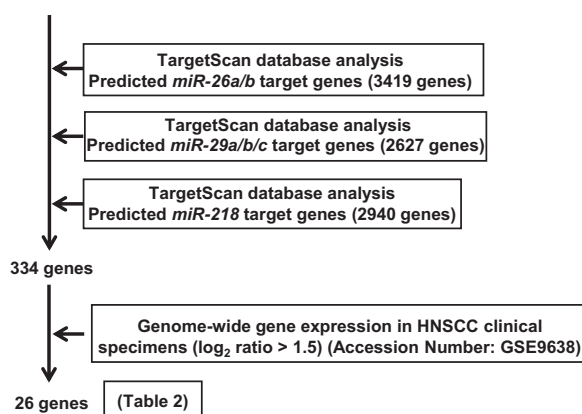 TargetScan database analysis
Predicted miR-26a/b target genes (3419 genes)
TargetScan database analysis
Predicted miR-29a/b/c target genes (2627 genes)
TargetScan database analysis
Predicted miR-218 target genes (2940 genes)
334 genes
Genome-wide gene expression in HNSCC clinical
specimens (log₂ ratio > 1.5) (Accession Number: GSE9638)
26 genes (Table 2)